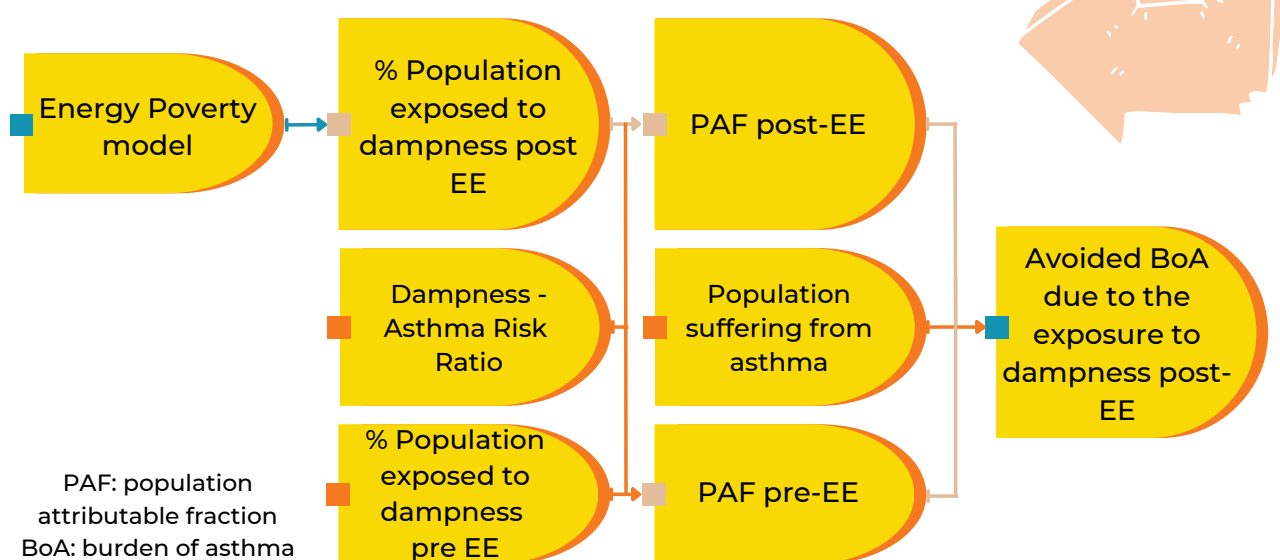 Energy Poverty
model
% Population
exposed to
dampness post
EE
PAF post-EE
Dampness -
Asthma Risk
Ratio
Population
suffering from
asthma
Avoided BoA
due to the
exposure to
dampness post-
EE
% Population
exposed to
dampness
pre EE
PAF pre-EE
PAF: population
attributable fraction
BoA: burden of asthma